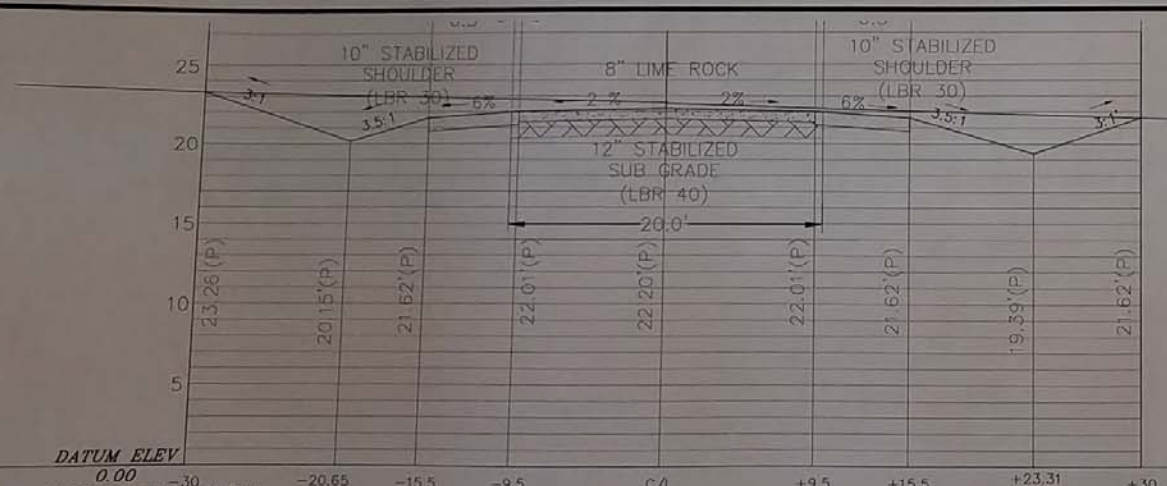 10" STABILIZED
SHOULDER
(LBR 30)
8" LIME ROCK
10" STABILIZED
SHOULDER
(LBR 30)
25
3:1
3.5:1
6%
2 %
2%
6%
3.5:1
3:1'
20
12" STABILIZED
SUB GRADE
(LBR 40)
15
20.0'
23.26'(P)
20.15'(P)
21.62'(P)
22.01'(P)
22.20'(P)
22.01'(P)
21.62'(P)
19.39'(P)
21.62'(P)
10
5
DATUM ELEV
0.00
-30
-20.65
-15.5
-9.5
C/L
+9.5
+15.5
+23.31
+30